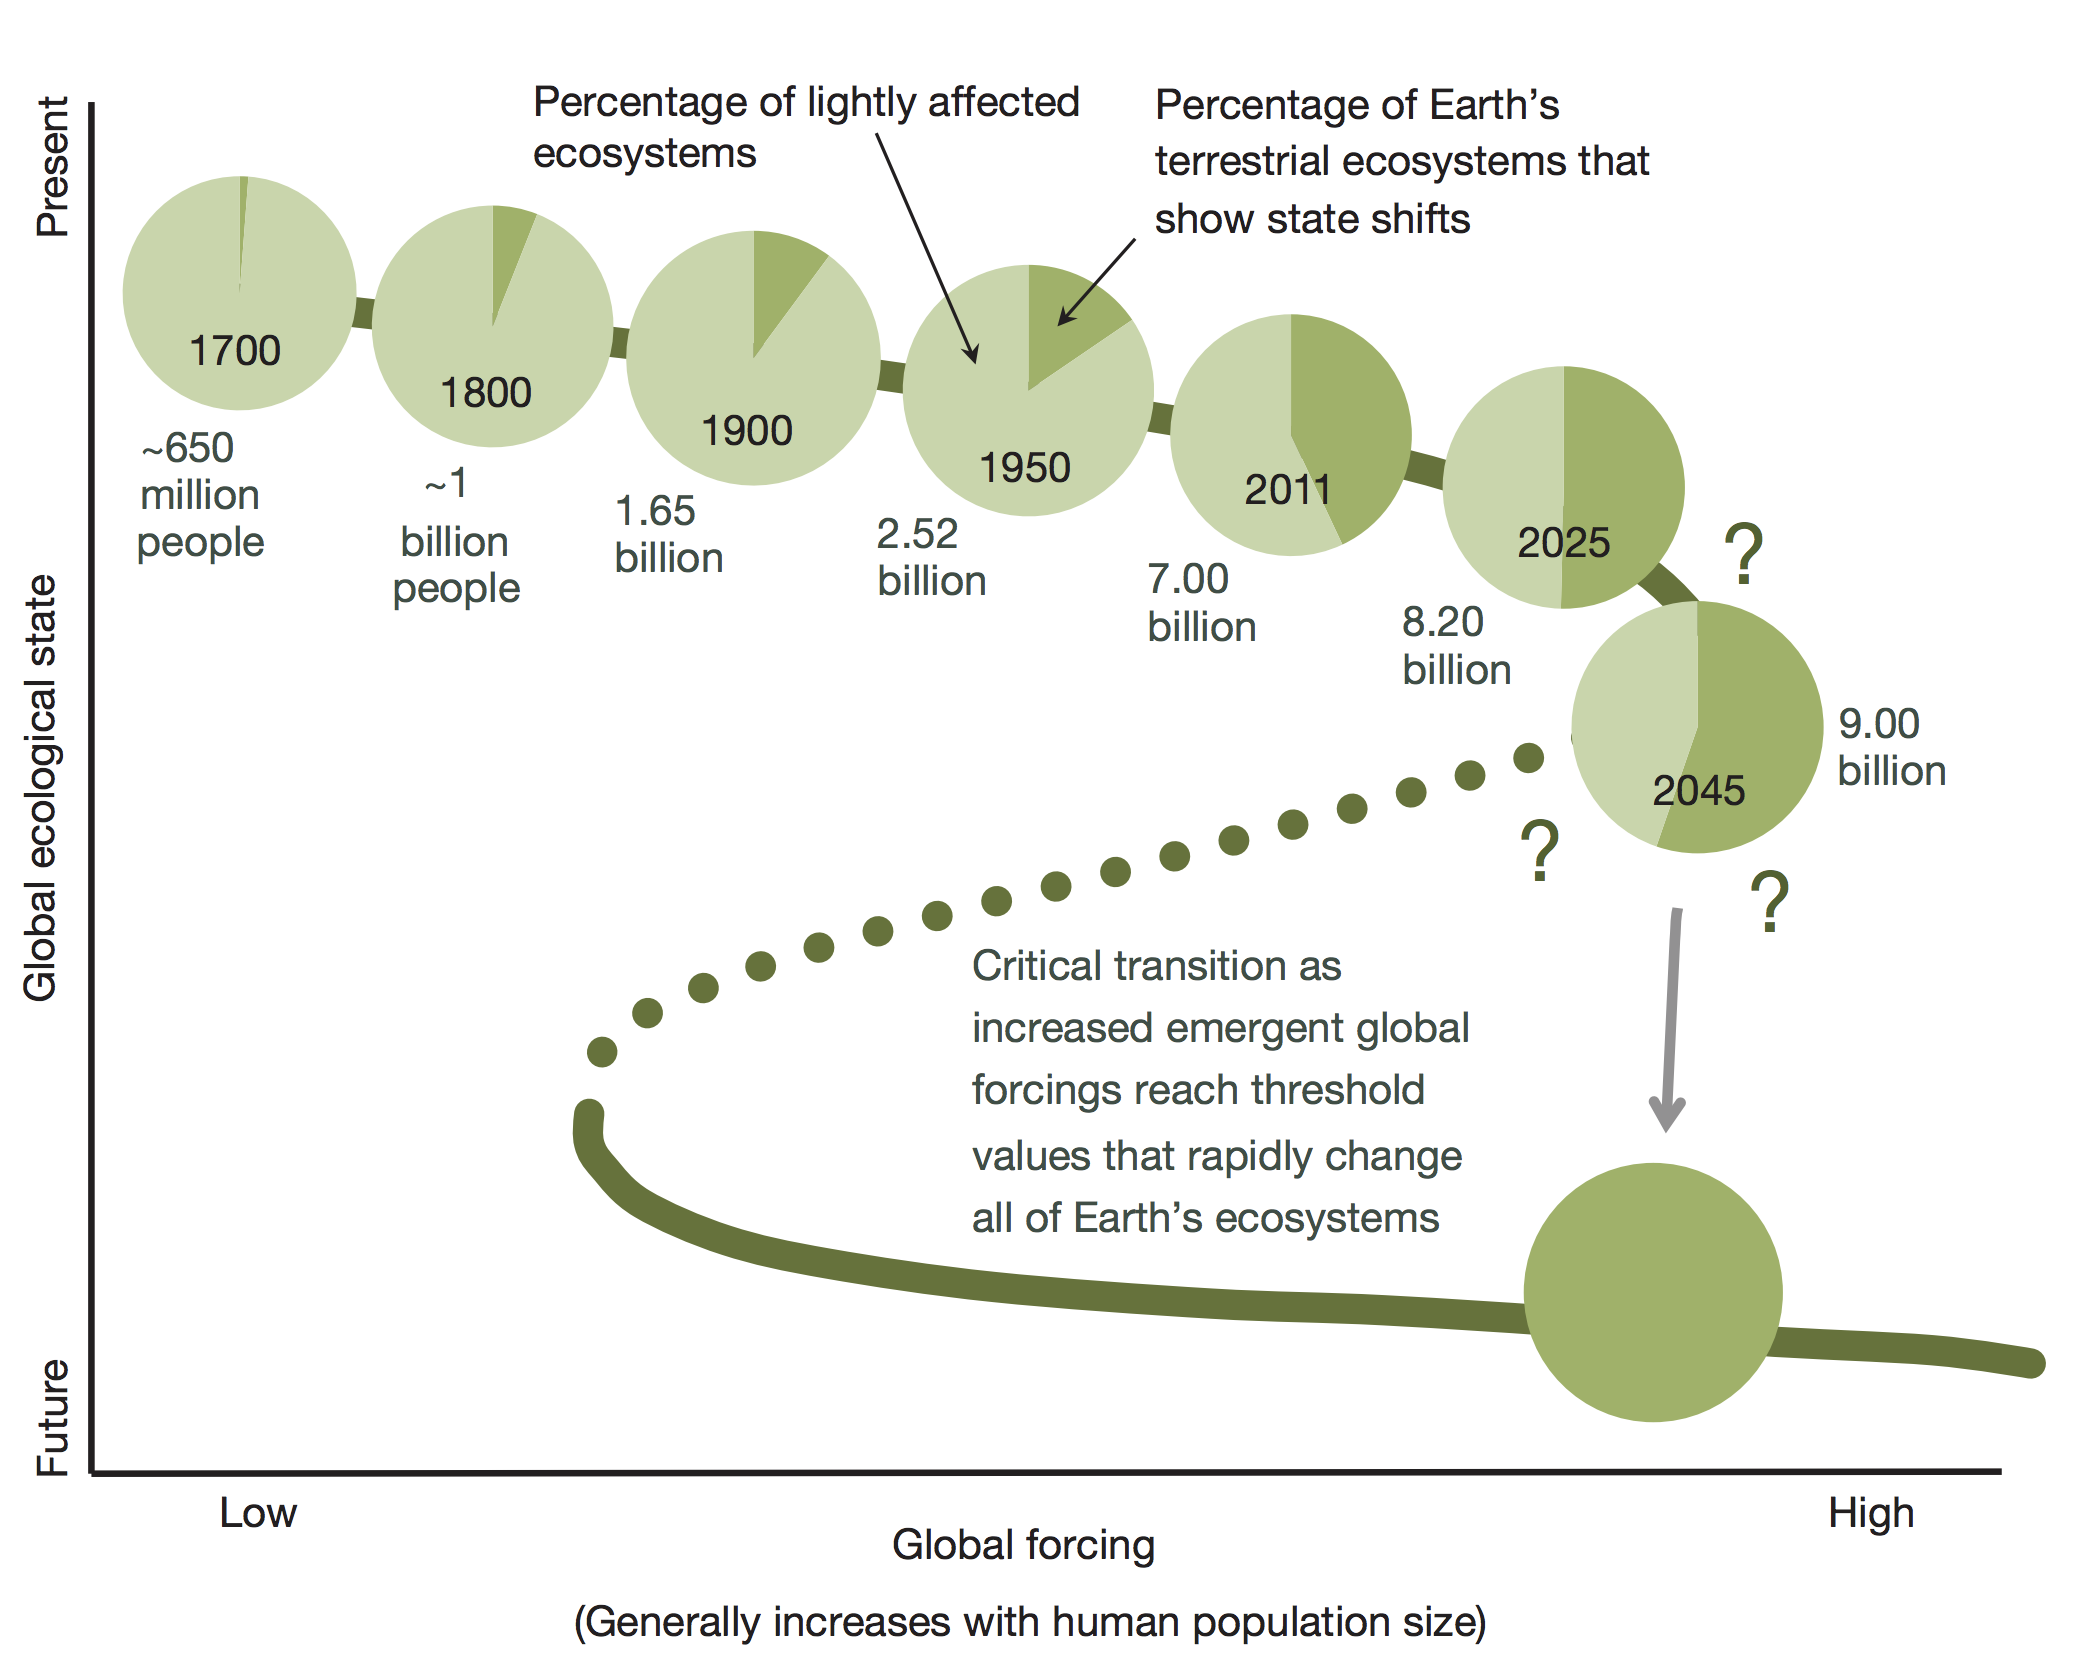 Percentage of lightly affected
ecosystems
Percentage of Earth’s
terrestrial ecosystems that
show state shifts
Present
Global ecological state
Future
1700
~650
million
people
1800
~1
billion
people
1900
1.65
billion
1950
2.52
billion
2011
7.00
billion
2025
8.20
billion
?
2045
9.00
billion
?
?
Critical transition as
increased emergent global
forcings reach threshold
values that rapidly change
all of Earth’s ecosystems
Low
High
Global forcing
(Generally increases with human population size)